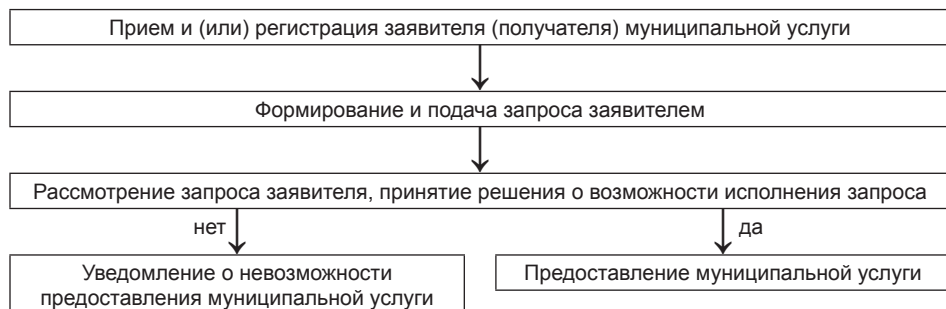 Прием и (или) регистрация заявителя (получателя) муниципальной услуги
Формирование и подача запроса заявителем
Рассмотрение запроса заявителя, принятие решения о возможности исполнения запроса
нет
да
Уведомление о невозможности
предоставления муниципальной услуги
Предоставление муниципальной услуги